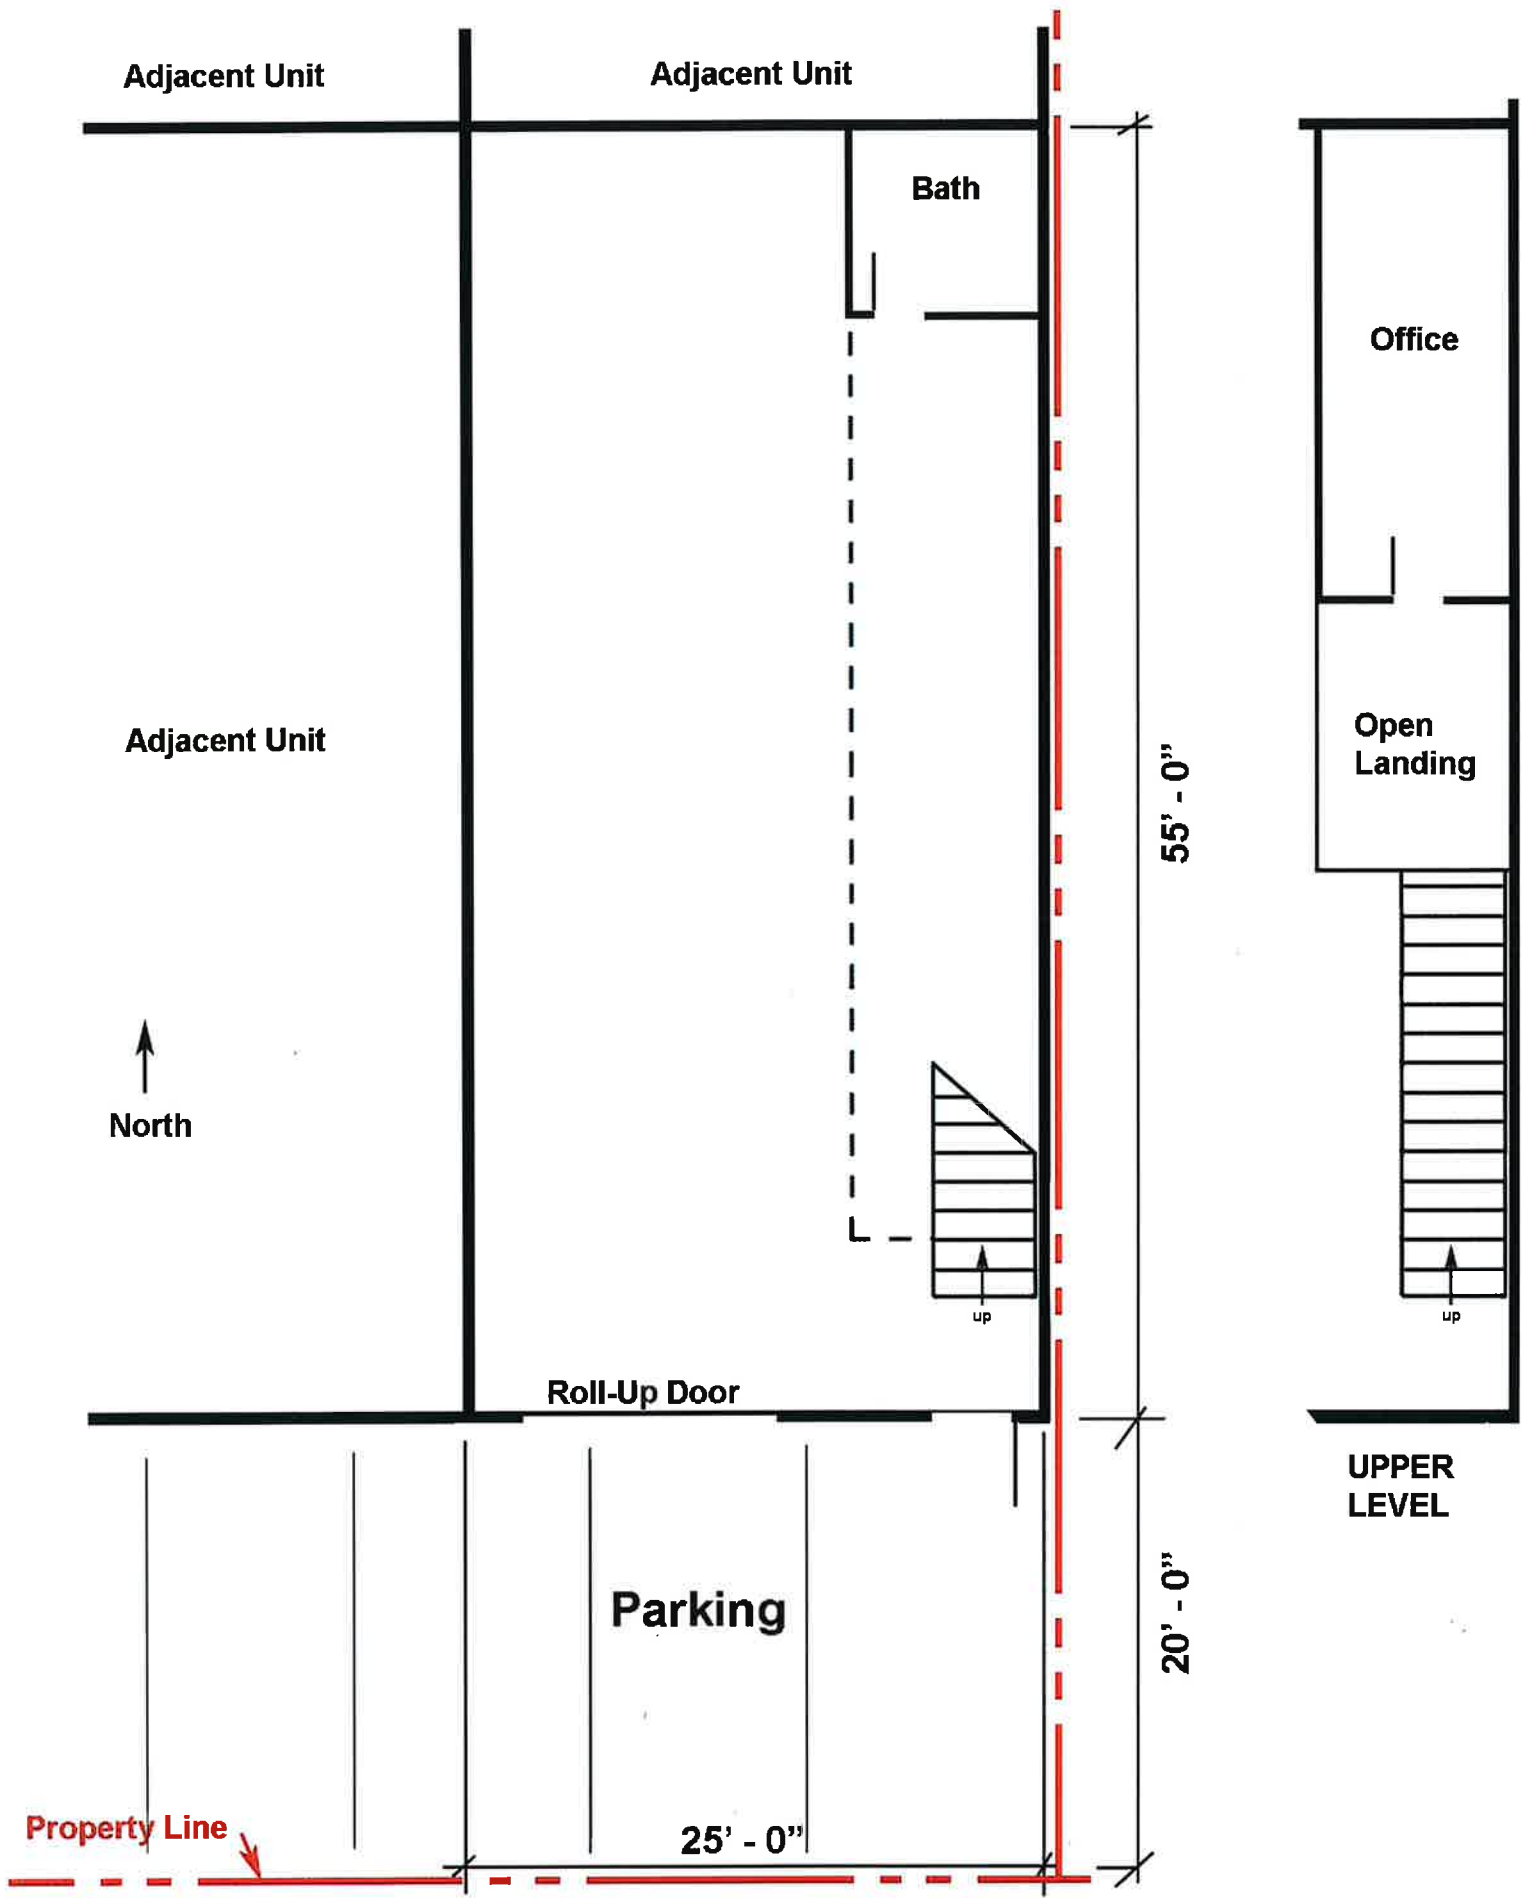 Adjacent Unit
Adjacent Unit
Bath
Office
Open
Landing
Adjacent Unit
55' - 0"
North
up
up
Roll-Up Door
UPPER
LEVEL
Parking
20' - 0"
Property Line
25' - 0"